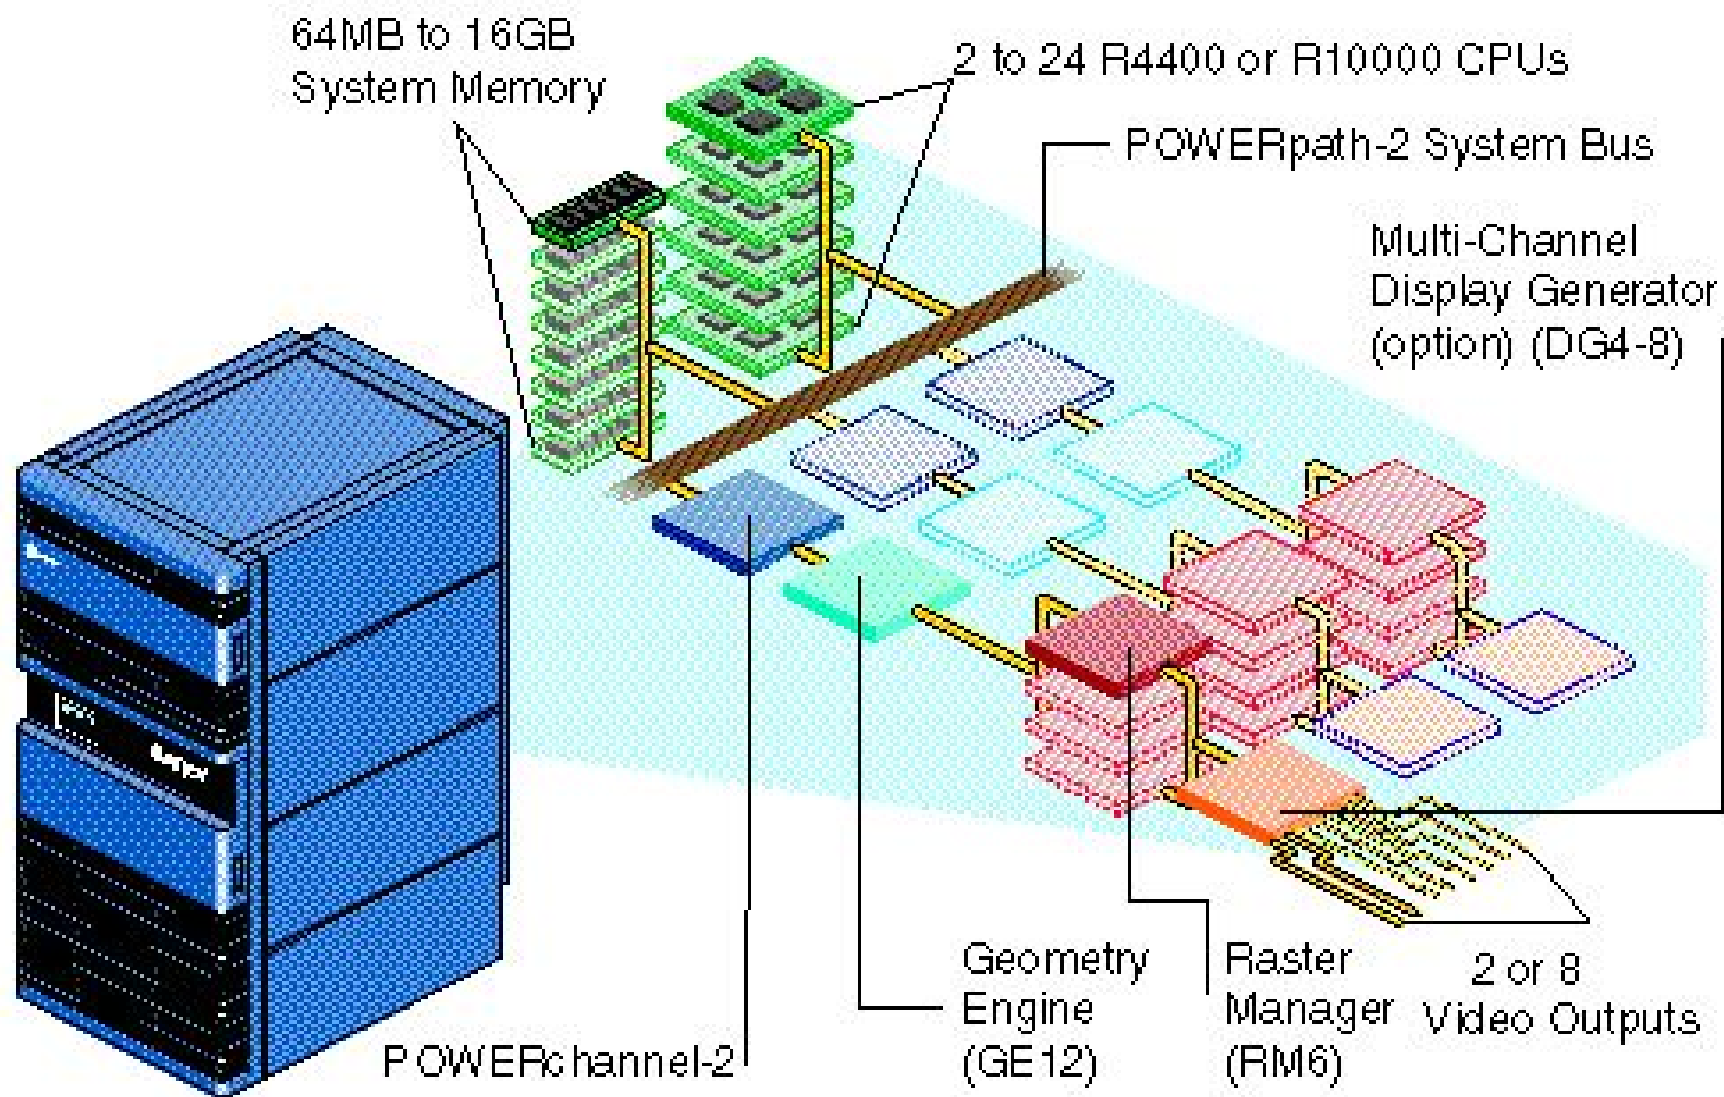 64MB to 16GB
System Memory
2 to 24 R4400 or R10000 CPUs
POWERpath-2 System Bus
Multi-Channel
Display Generator
(option) (DG4-8)
Geometry
Engine
(GE12)
Raster
Manager
(RM6)
2 or 8
Video Outputs
POWERchannel-2